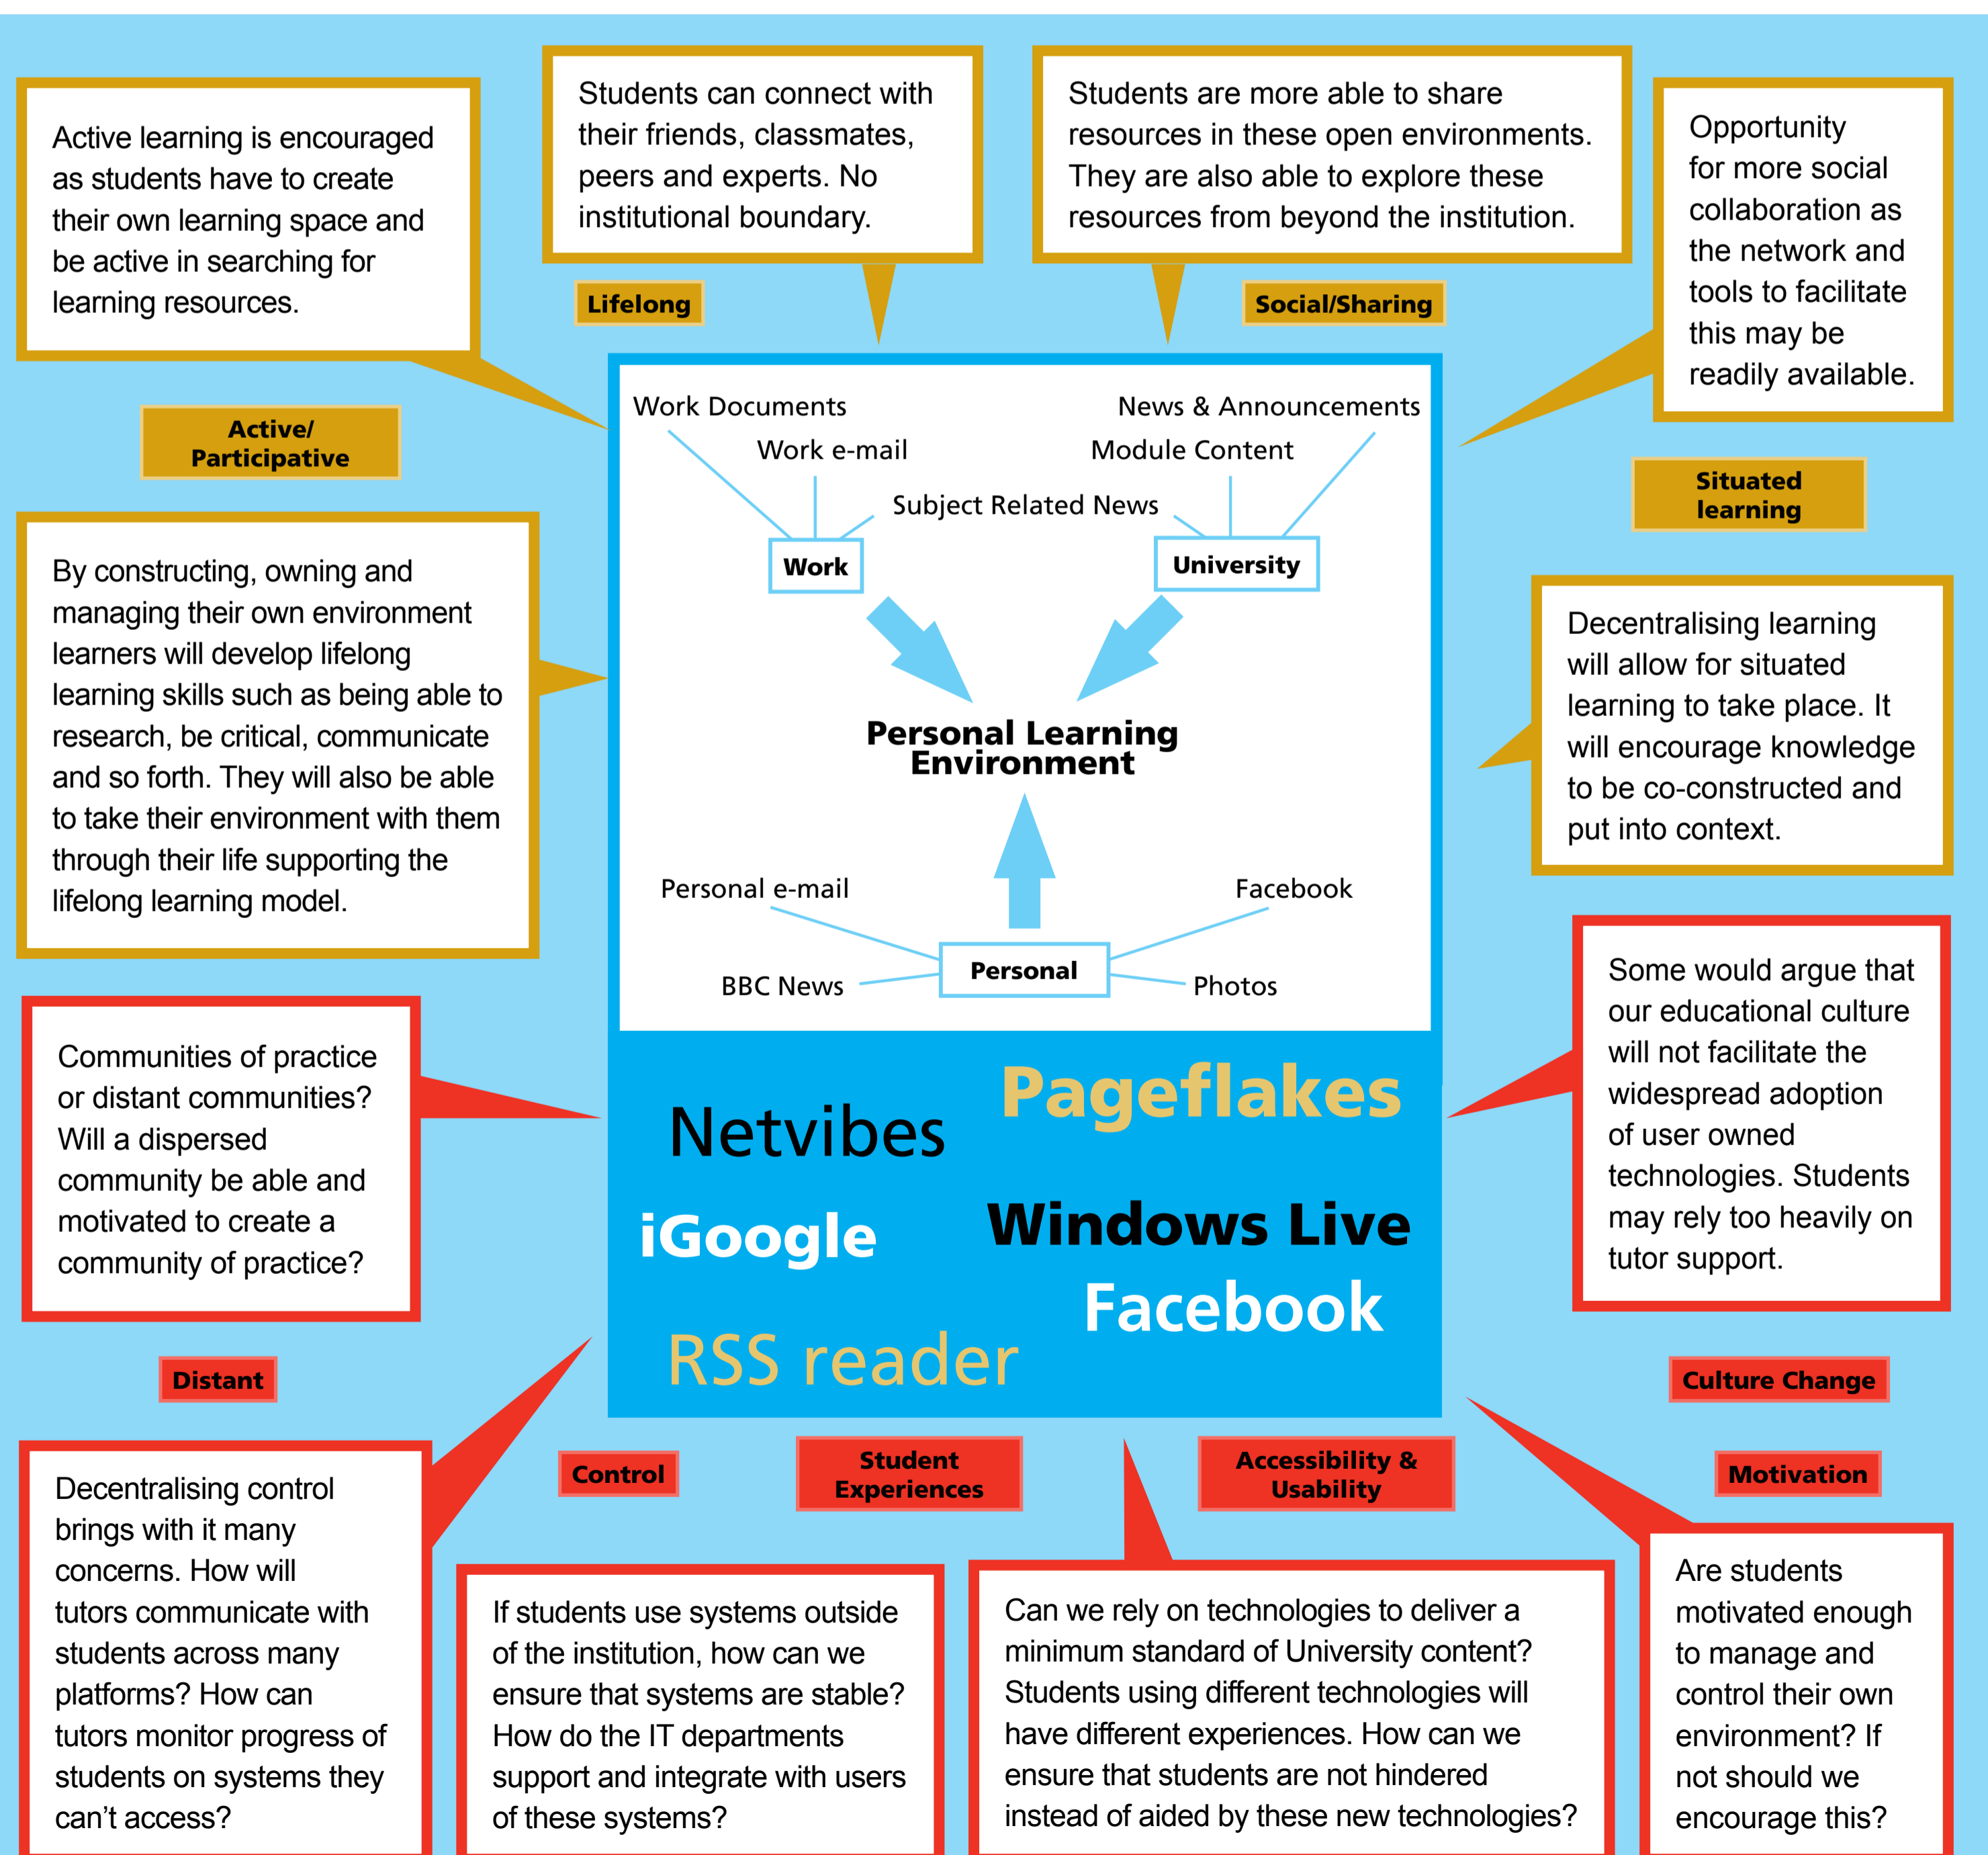 Active learning is encouraged
as students have to create
their own learning space and
be active in searching for
learning resources.
Students can connect with
their friends, classmates,
peers and experts. No
institutional boundary.
Students are more able to share
resources in these open environments.
They are also able to explore these
resources from beyond the institution.
Opportunity
for more social
collaboration as
the network and
tools to facilitate
this may be
readily available.
Lifelong
Social/Sharing
Active/
Participative
Situated
learning
Work Documents
News & Announcements
Work e-mail
Module Content
Subject Related News
Work
University
Personal Learning
Environment
Personal e-mail
Facebook
Personal
BBC News
Photos
By constructing, owning and
managing their own environment
learners will develop lifelong
learning skills such as being able to
research, be critical, communicate
and so forth. They will also be able
to take their environment with them
through their life supporting the
lifelong learning model.
Decentralising learning
will allow for situated
learning to take place. It
will encourage knowledge
to be co-constructed and
put into context.
Communities of practice
or distant communities?
Will a dispersed
community be able and
motivated to create a
community of practice?
Pageflakes
Netvibes
iGoogle
Windows Live
Facebook
RSS reader
Some would argue that
our educational culture
will not facilitate the
widespread adoption
of user owned
technologies. Students
may rely too heavily on
tutor support.
Distant
Culture Change
Control
Student
Experiences
Accessibility &
Usability
Motivation
Decentralising control
brings with it many
concerns. How will
tutors communicate with
students across many
platforms? How can
tutors monitor progress of
students on systems they
can't access?
If students use systems outside
of the institution, how can we
ensure that systems are stable?
How do the IT departments
support and integrate with users
of these systems?
Can we rely on technologies to deliver a
minimum standard of University content?
Students using different technologies will
have different experiences. How can we
ensure that students are not hindered
instead of aided by these new technologies?
Are students
motivated enough
to manage and
control their own
environment? If
not should we
encourage this?